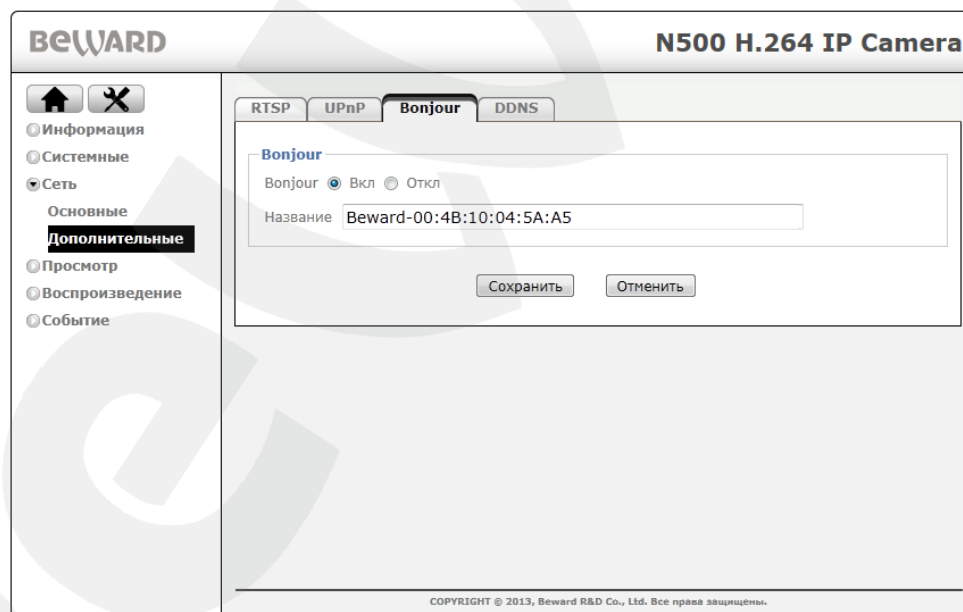 BEWARD
N500 H.264 IP Camera
Информация
Системные
Сеть
Основные
Дополнительные
Просмотр
Воспроизведение
Событие
RTSP UPnP Bonjour DDNS
Bonjour
Bonjour Вкл Откл
Название Beward-00:4B:10:04:5A:A5
Сохранить Отменить
COPYRIGHT © 2013, Beward R&D Co., Ltd. Все права защищены.